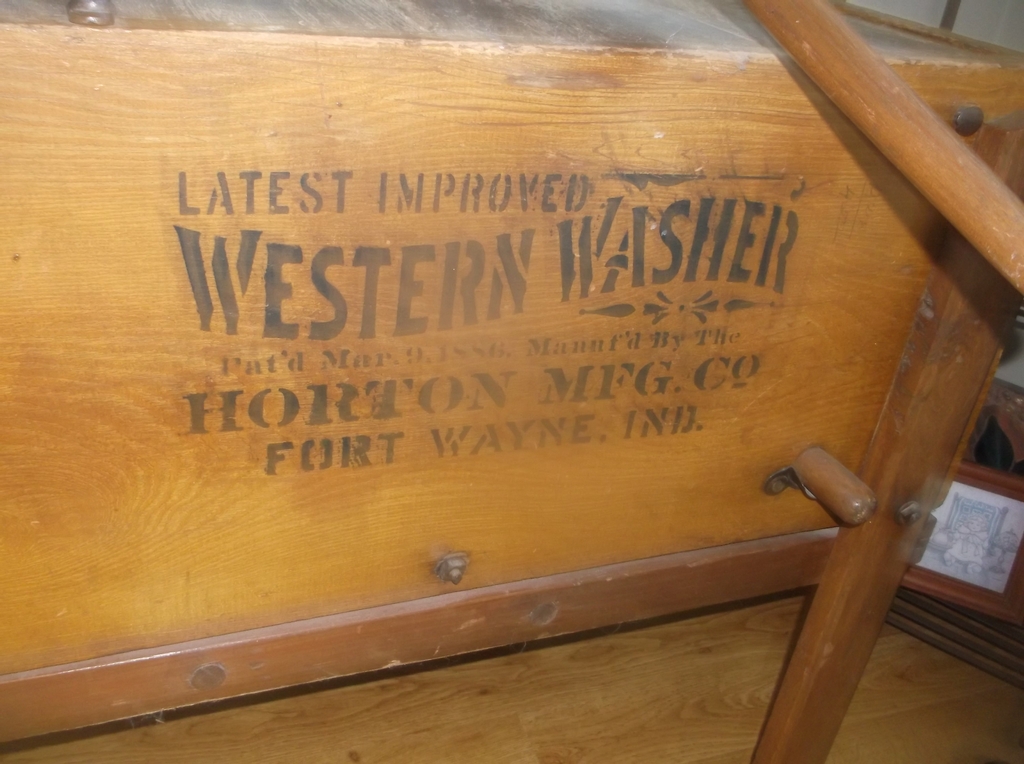 LATEST IMPROVED
WESTERN WASHER
Pat'd Mar. 9, 1886. Manuf'd By The
HORTON MFG. CO
FORT WAYNE, IND.